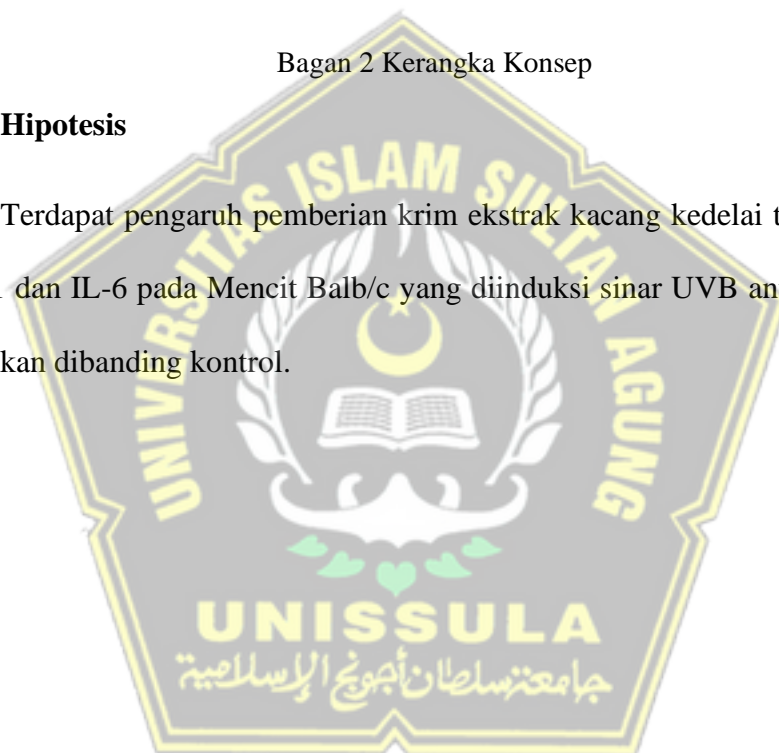 Bagan 2 Kerangka Konsep
Hipotesis
Terdapat pengaruh pemberian krim ekstrak kacang kedelai
dan IL-6 pada Mencit Balb/c yang diinduksi sinar UVB
kan dibanding kontrol.
UNIVERSITAS ISLAM SULTAN AGUNG
UNISSULA
جامعة سلطان أجونج الإسلامية